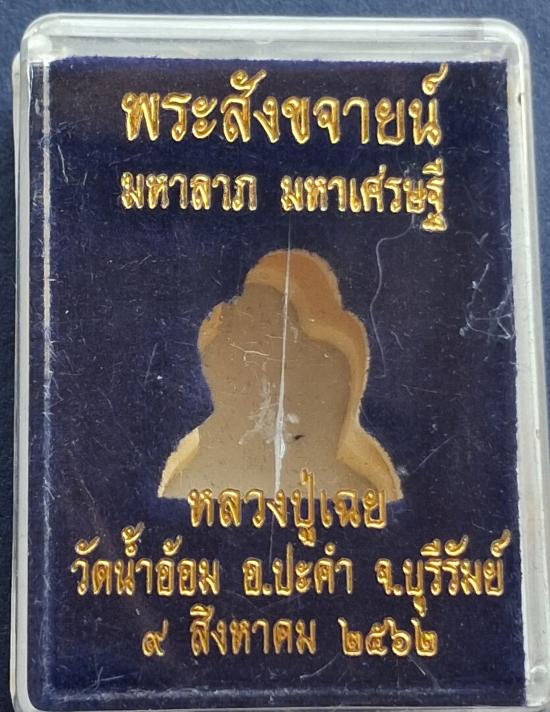 พระสังขจายน์
มหาลาภ มหาเศรษฐี
หลวงปู่เฉย
วัดน้ำอ้อม อ.ปะคำ จ.บุรีรัมย์
๙ สิงหาคม ๒๕๖๒